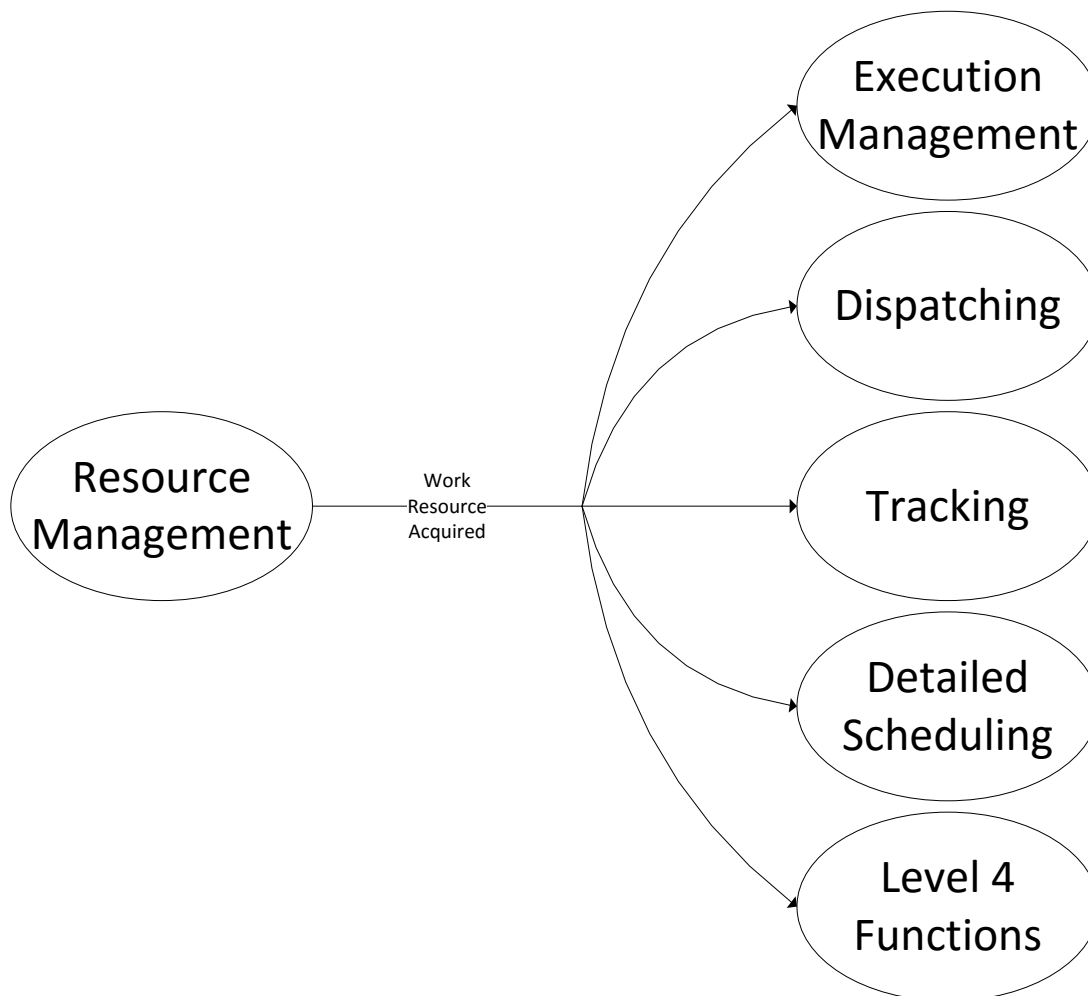 Execution
Management
Dispatching
Resource
Management
Work
Resource
Acquired
Tracking
Detailed
Scheduling
Level 4
Functions